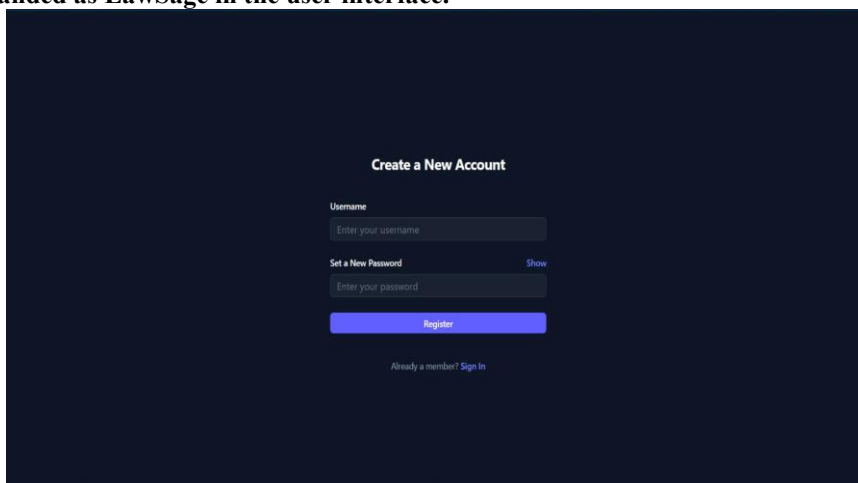 as LawSage in the user interface.
Create a New Account
Username
Enter your username
Set a New Password
Show
Enter your password
Register
Already a member? Sign In